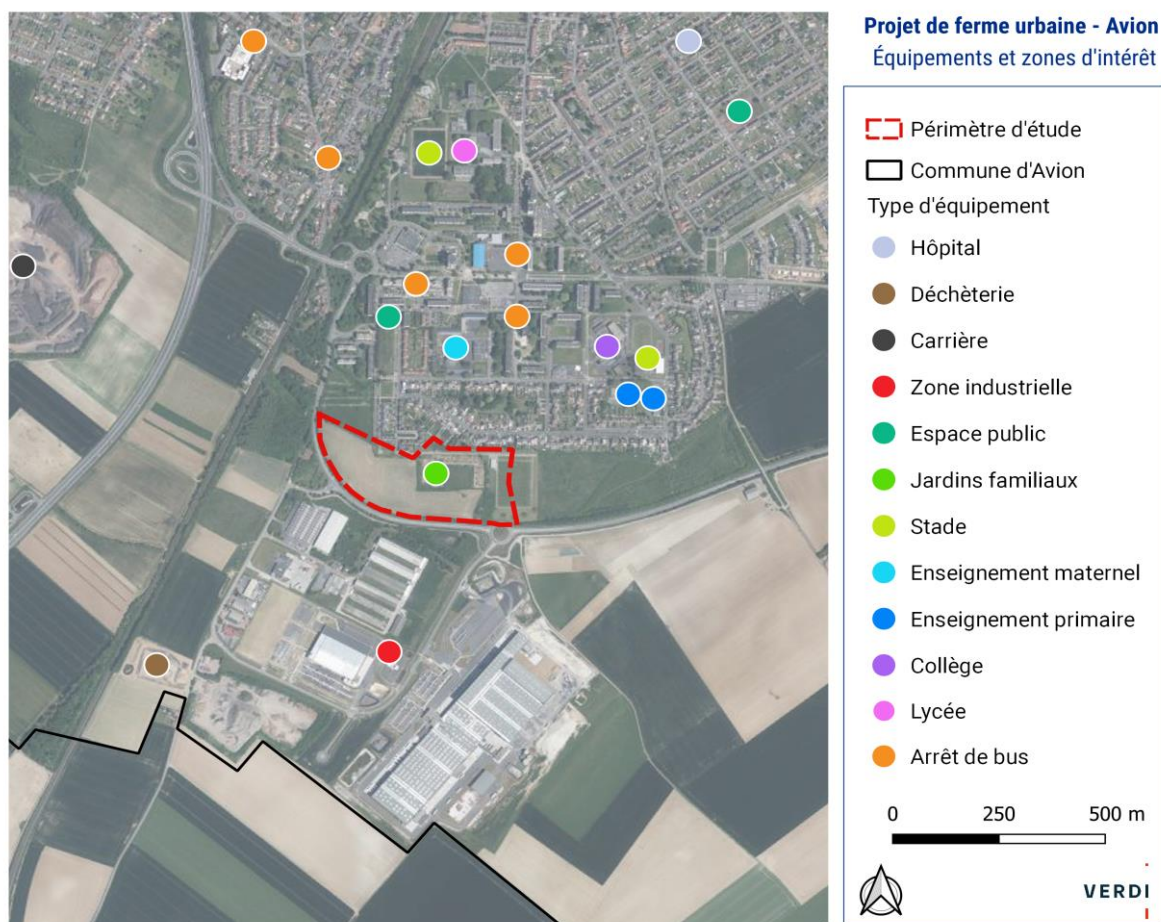 Projet de ferme urbaine - Avion
Équipements et zones d'intérêt
Périmètre d'étude
Commune d'Avion
Type d'équipement
Hôpital
Déchèterie
Carrière
Zone industrielle
Espace public
Jardins familiaux
Stade
Enseignement maternel
Enseignement primaire
Collège
Lycée
Arrêt de bus
0 250 500 m
VERDI